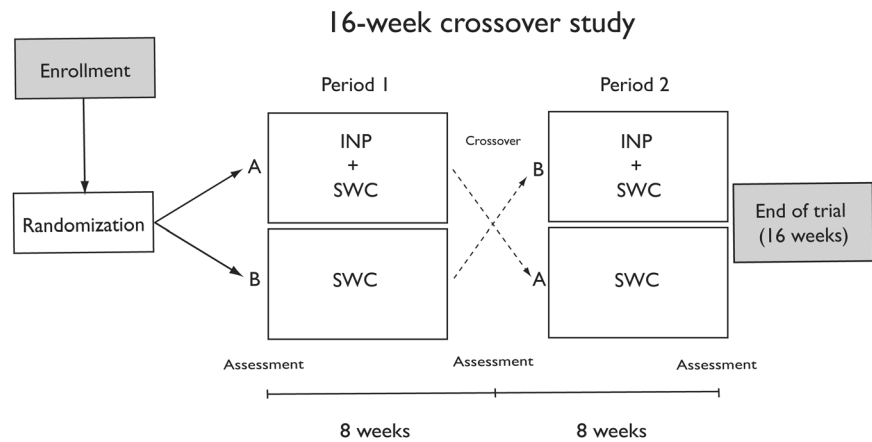 16-week crossover study
Enrollment
Randomization
Period 1
Period 2
A
INP
+
SWC
Crossover
B
INP
+
SWC
B
SWC
A
SWC
End of trial
(16 weeks)
Assessment
Assessment
Assessment
8 weeks
8 weeks